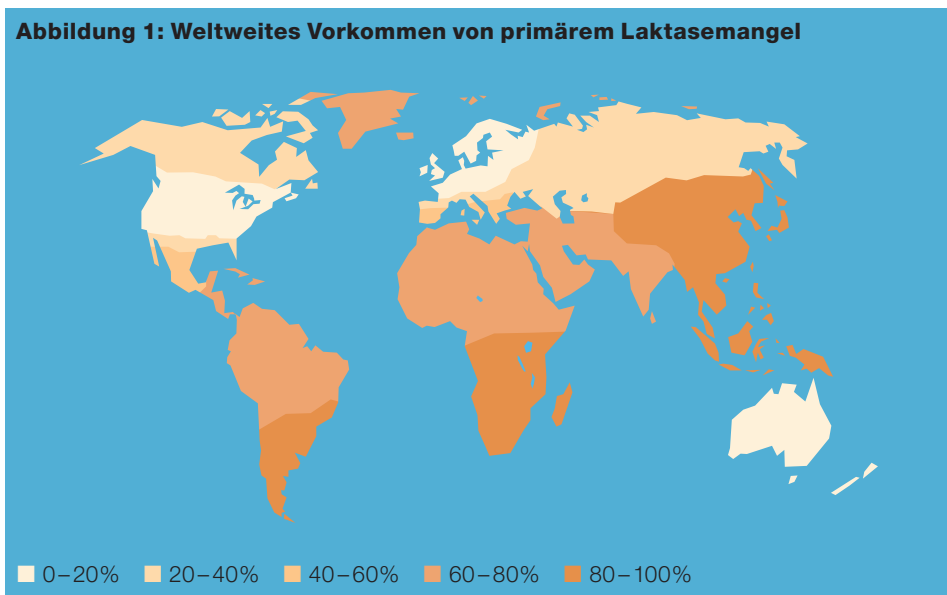 Abbildung 1: Weltweites Vorkommen von primärem Laktasemangel
0–20% 20–40% 40–60% 60–80% 80–100%